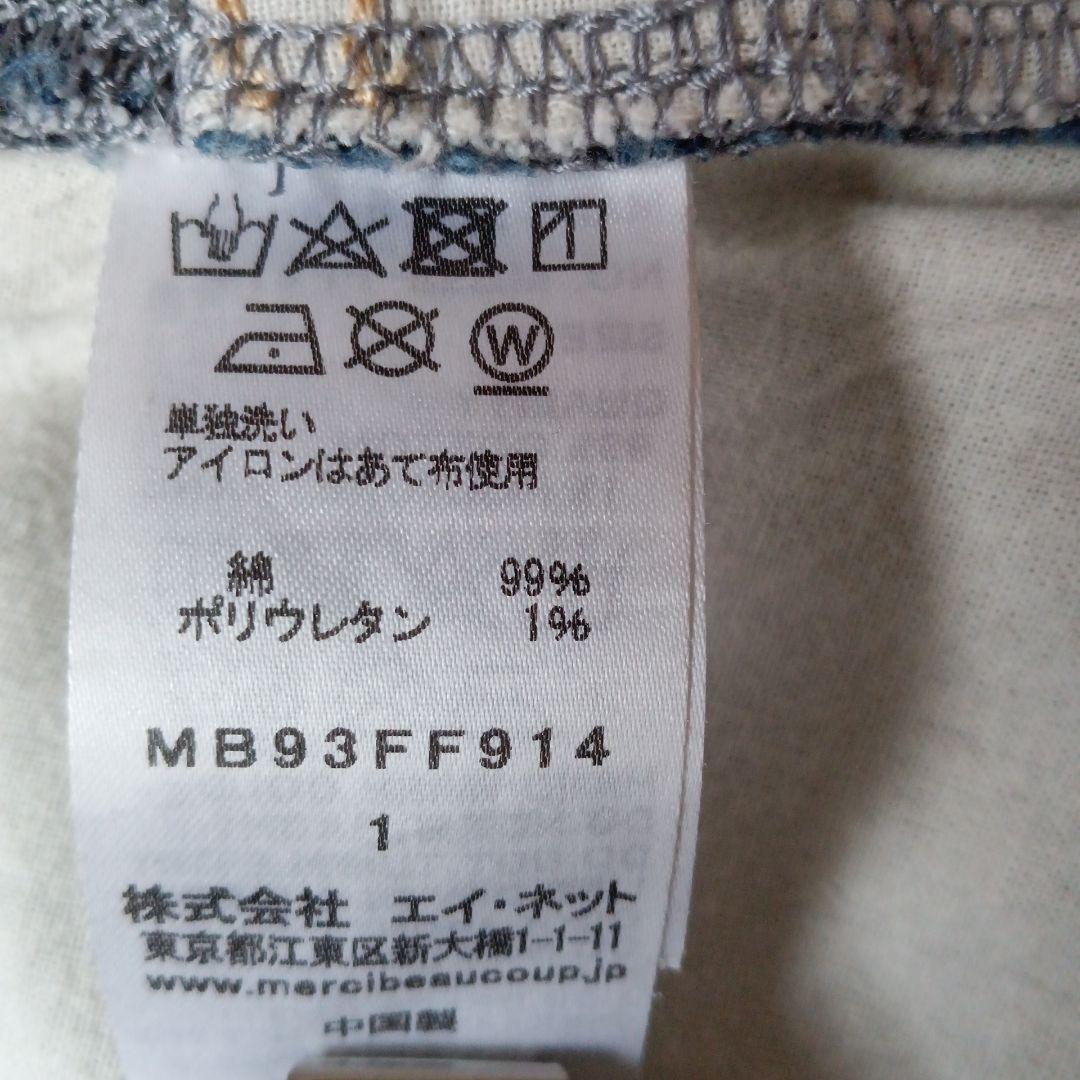 W
単独洗い
アイロンはあて布使用
綿 99%
ポリウレタン 1%
MB93FF914
1
株式会社 エイ・ネット
東京都江東区新大橋1-1-11
www.mercibeaucoup.jp
中国製